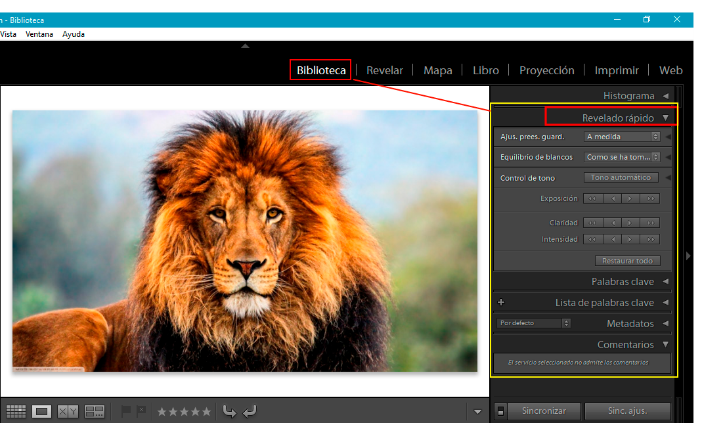 n - Biblioteca
Vista Ventana Ayuda
Biblioteca | Revelar | Mapa | Libro | Proyección | Imprimir | Web
Histograma
Revelado rápido
Ajus. prees. guard. A medida
Equilibrio de blancos Como se ha tom...
Control de tono Tono automático
Exposición
Claridad
Intensidad
Restaurar todo
Palabras clave
Lista de palabras clave
Por defecto Metadatos
Comentarios
El servicio seleccionado no admite los comentarios
XY
Sincronizar Sinc. ajus.